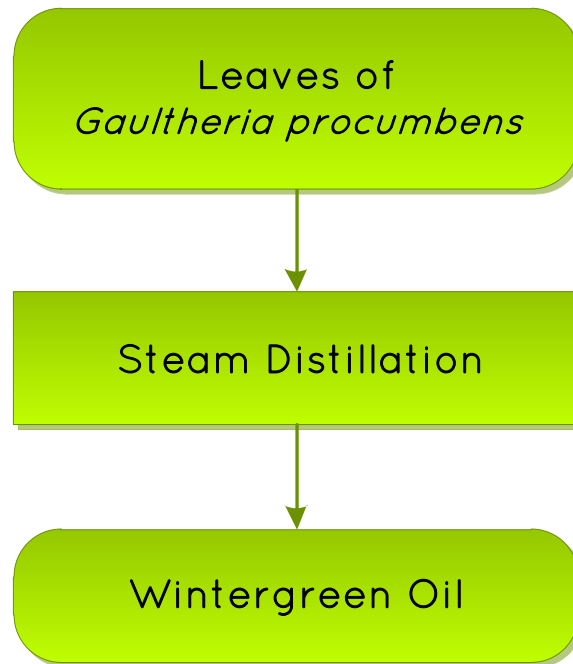 Leaves of
Gaultheria procumbens
Steam Distillation
Wintergreen Oil